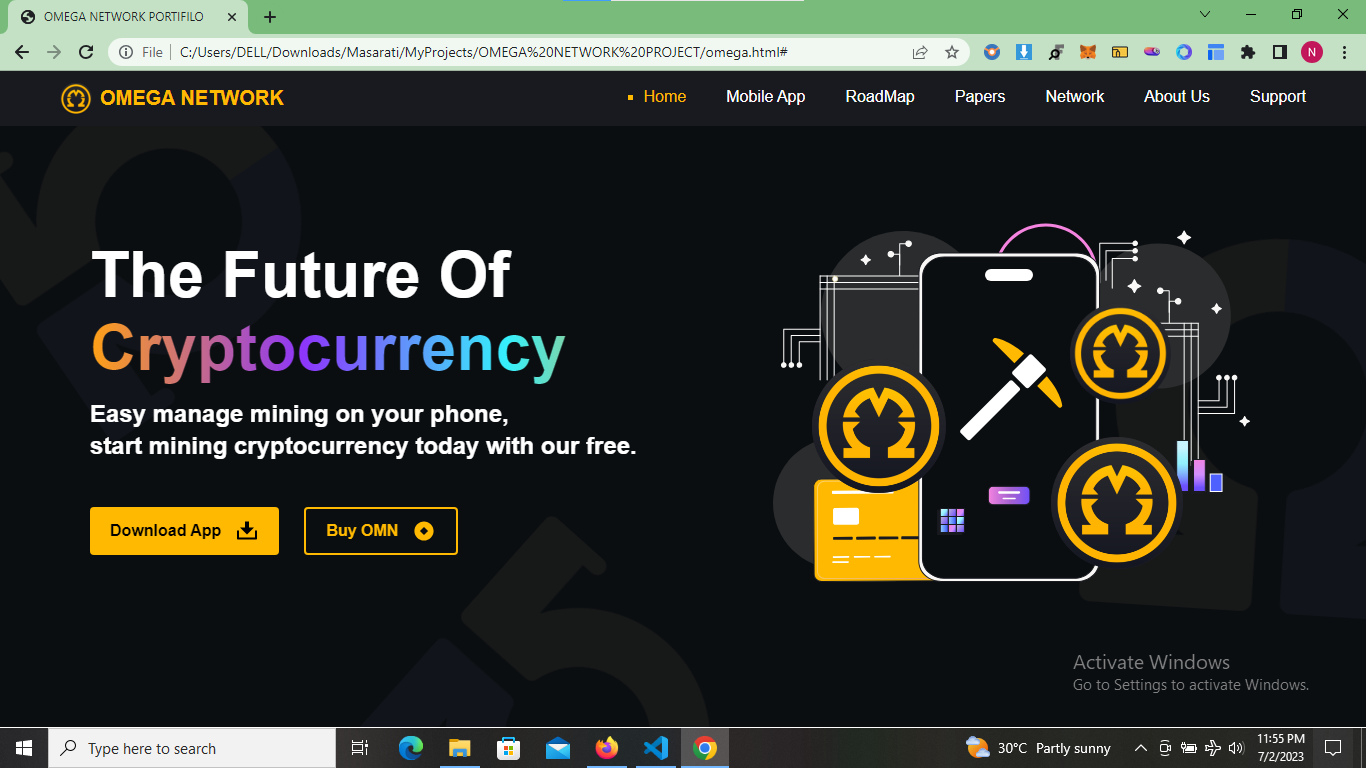 OMEGA NETWORK PORTIFILO
File
C:/Users/DELL/Downloads/Masarati/MyProjects/OMEGA%20NETWORK%20PROJECT/omega.html#
N
OMEGA NETWORK
Home
Mobile App
RoadMap
Papers
Network
About Us
Support
The Future Of
Cryptocurrency
Easy manage mining on your phone,
start mining cryptocurrency today with our free.
Download App
Buy OMN
Activate Windows
Go to Settings to activate Windows.
Type here to search
30°C Partly sunny
11:55 PM
7/2/2023